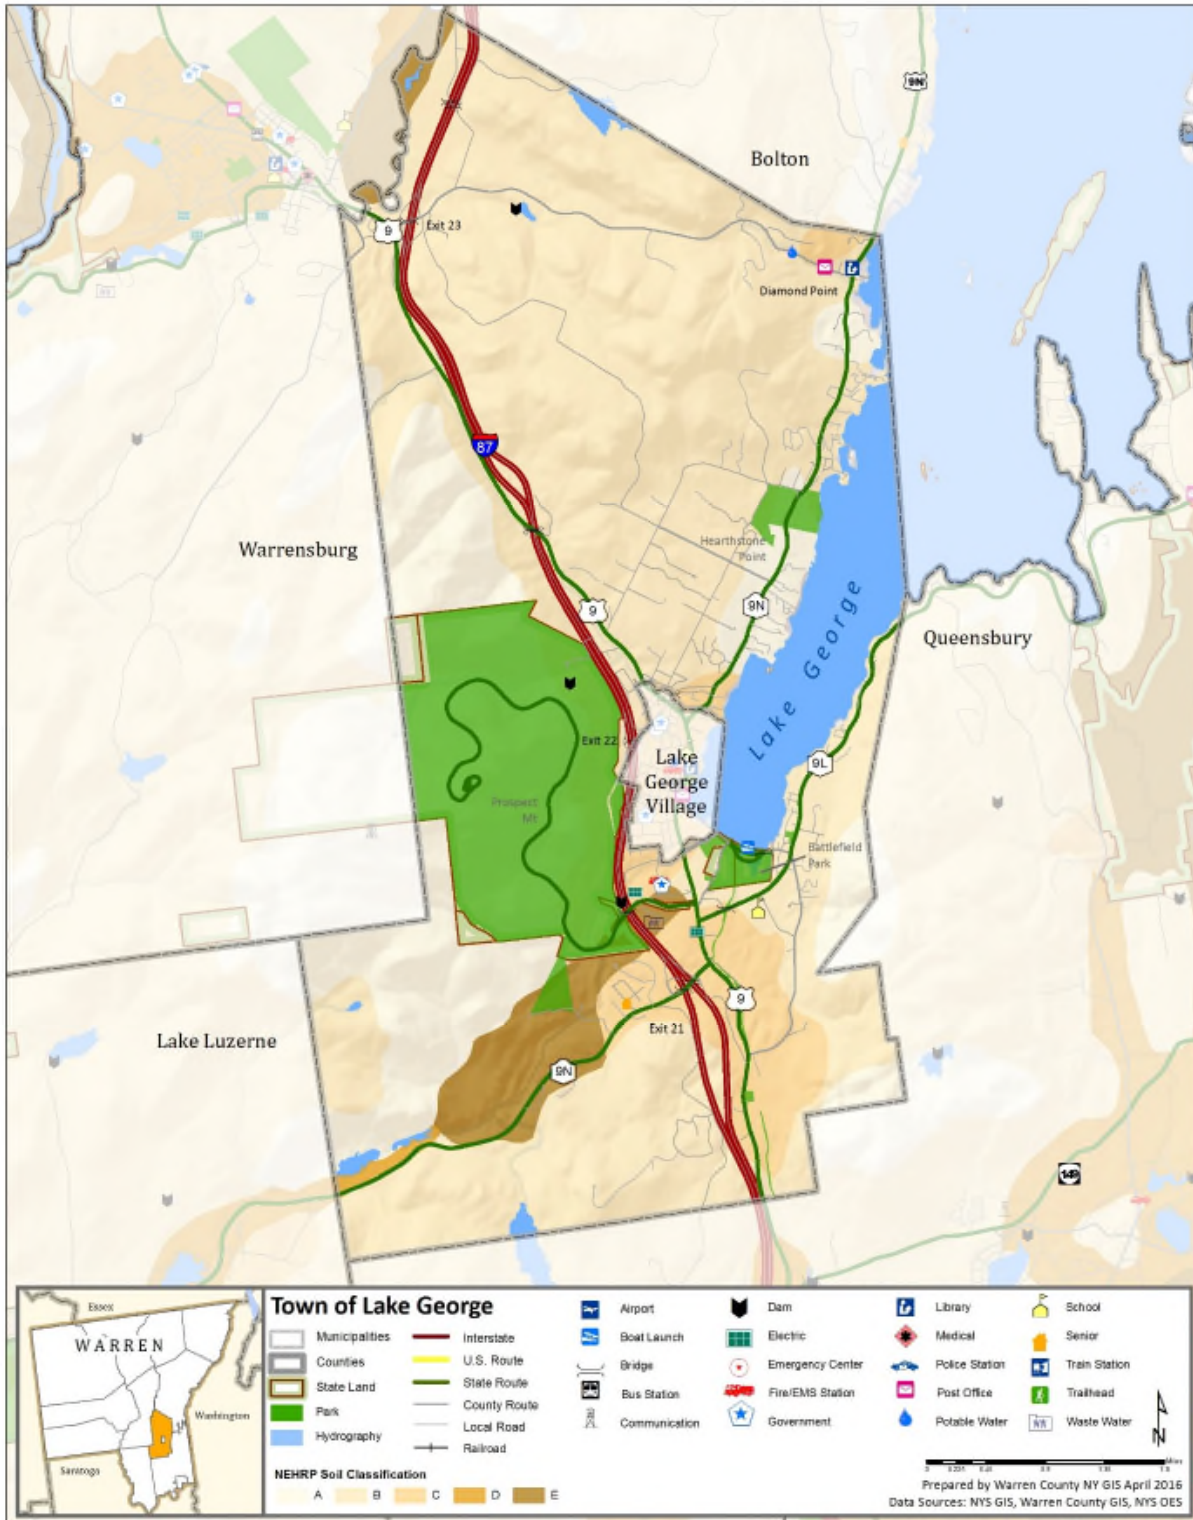 9N
Bolton
9
Exit 23
Diamond Point
87
Warrensburg
Hearthstone
Point
9
9N
Lake George
Queensbury
Exit 22
Lake
George
Village
9L
Prospect
Mt
Battlefield
Park
9
Exit 21
Lake Luzerne
9N
149
Essex
WARREN
Washington
Saratoga
Town of Lake George
Municipalities
Counties
State Land
Park
Hydrography
Interstate
U.S. Route
State Route
County Route
Local Road
Railroad
Airport
Boat Launch
Bridge
Bus Station
Communication
Dam
Electric
Emergency Center
Fire/EMS Station
Government
Library
Medical
Police Station
Post Office
Potable Water
School
Senior
Train Station
Trailhead
Waste Water
N
NEHRP Soil Classification
A B C D E
Miles
Prepared by Warren County NY GIS April 2016
Data Sources: NYS GIS, Warren County GIS, NYS OES